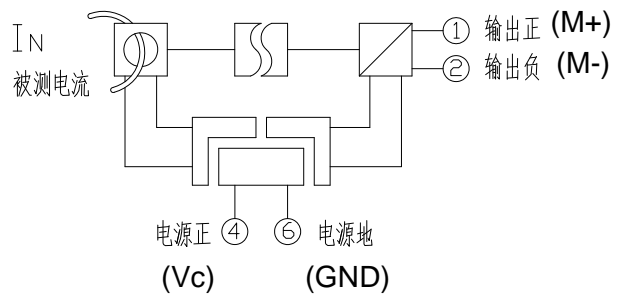 IN
被测电流
① 输出正 (M+)
② 输出负 (M-)
电源正 ④ ⑥ 电源地
(Vc) (GND)